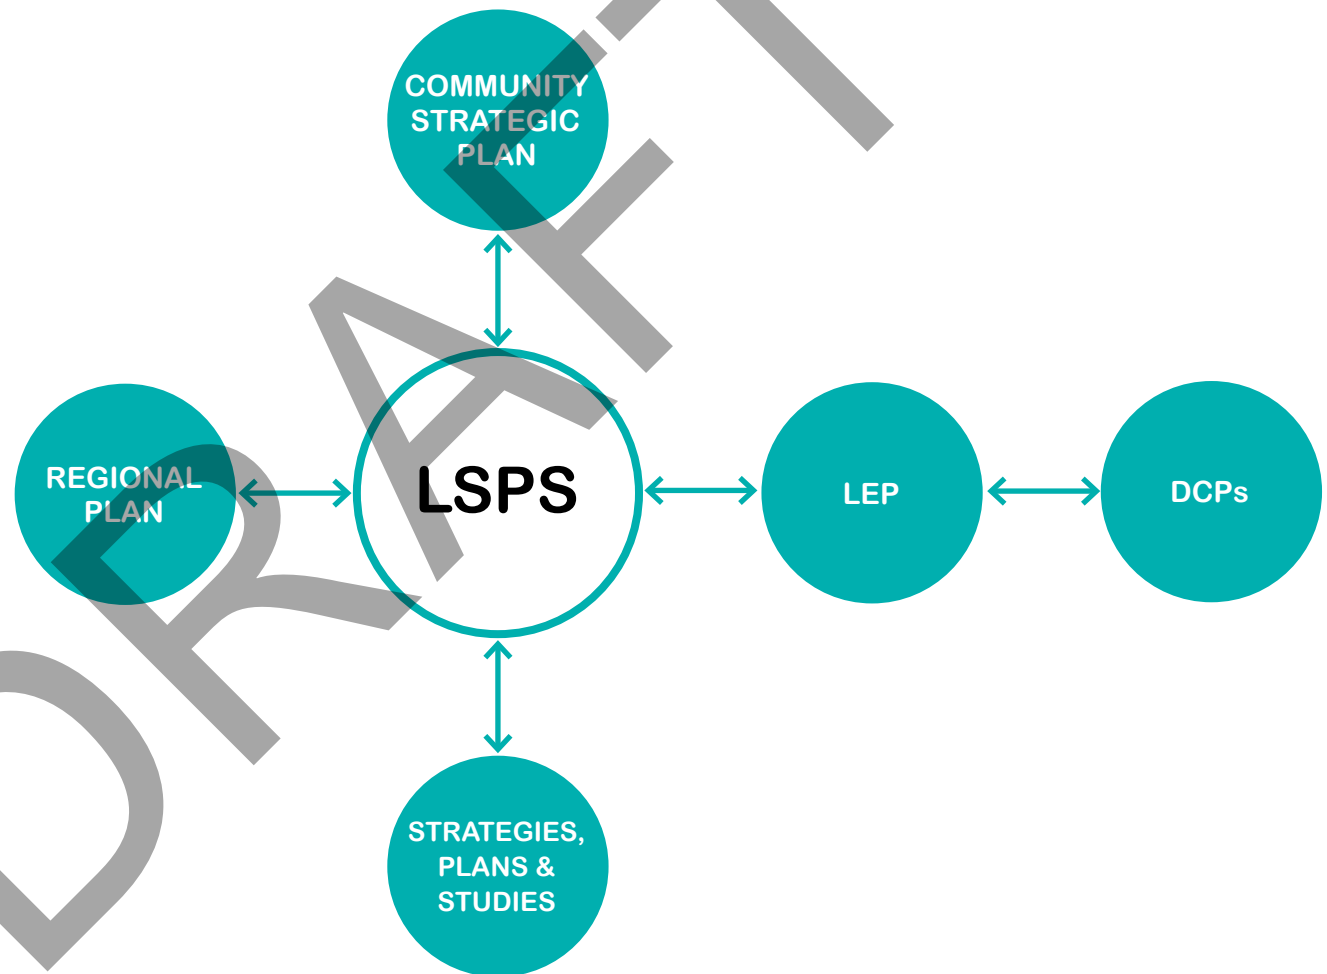 COMMUNITY
STRATEGIC
PLAN
REGIONAL
PLAN
LSPS
LEP
DCPs
STRATEGIES,
PLANS &
STUDIES
DRAFT